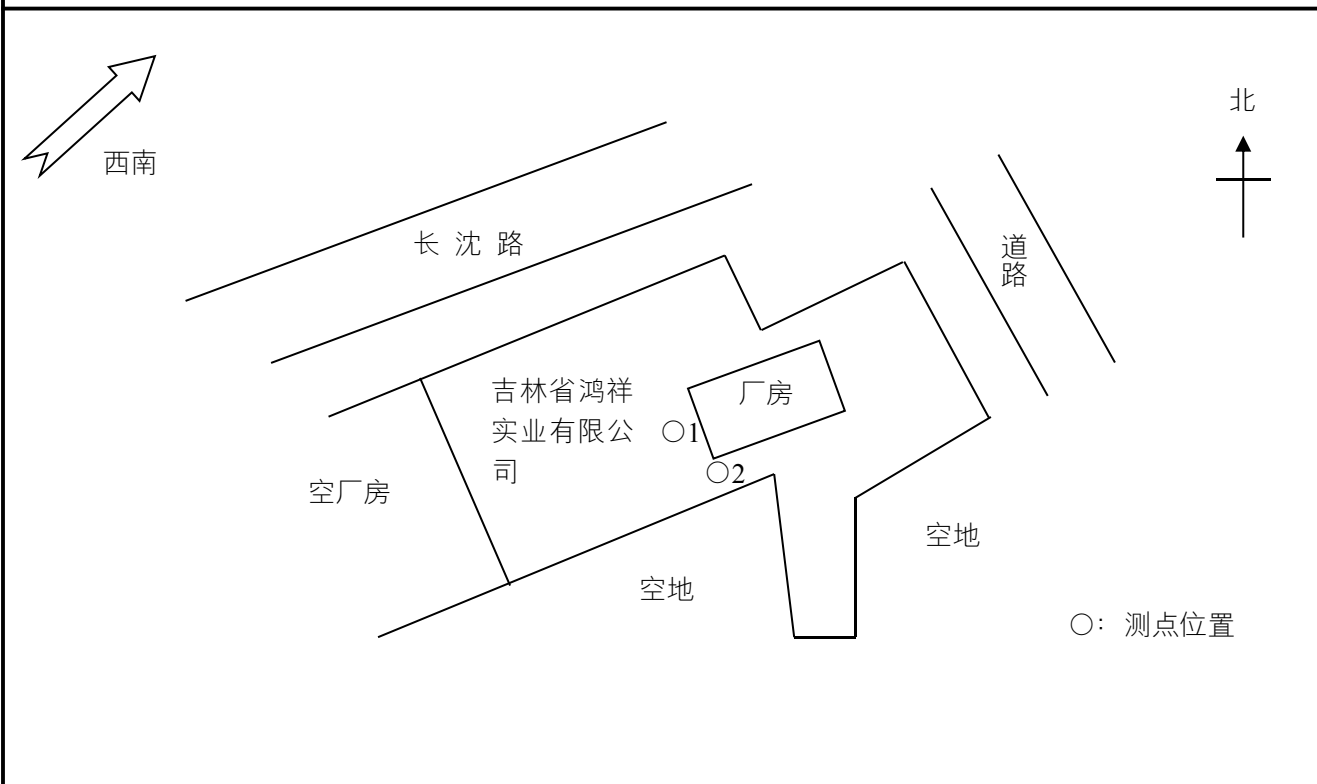 北
西南
长 沈 路
道
路
吉林省鸿祥
实业有限公
司
厂房
○1
○2
空厂房
空地
空地
○： 测点位置